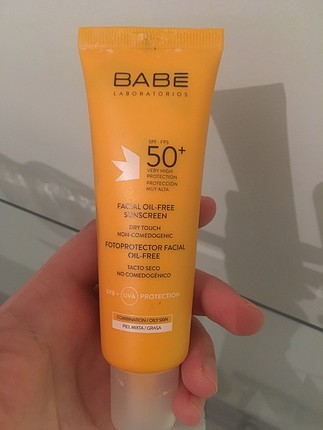 BABÉ
LABORATORIOS
SPF · FPS
50+
VERY HIGH
PROTECTION
PROTECCIÓN
MUY ALTA
FACIAL OIL-FREE
SUNSCREEN
DRY TOUCH
NON-COMEDOGENIC
FOTOPROTECTOR FACIAL
OIL-FREE
TACTO SECO
NO COMEDOGÉNICO
UVB + UVA PROTECTION
COMBINATION / OILY SKIN
PIEL MIXTA / GRASA